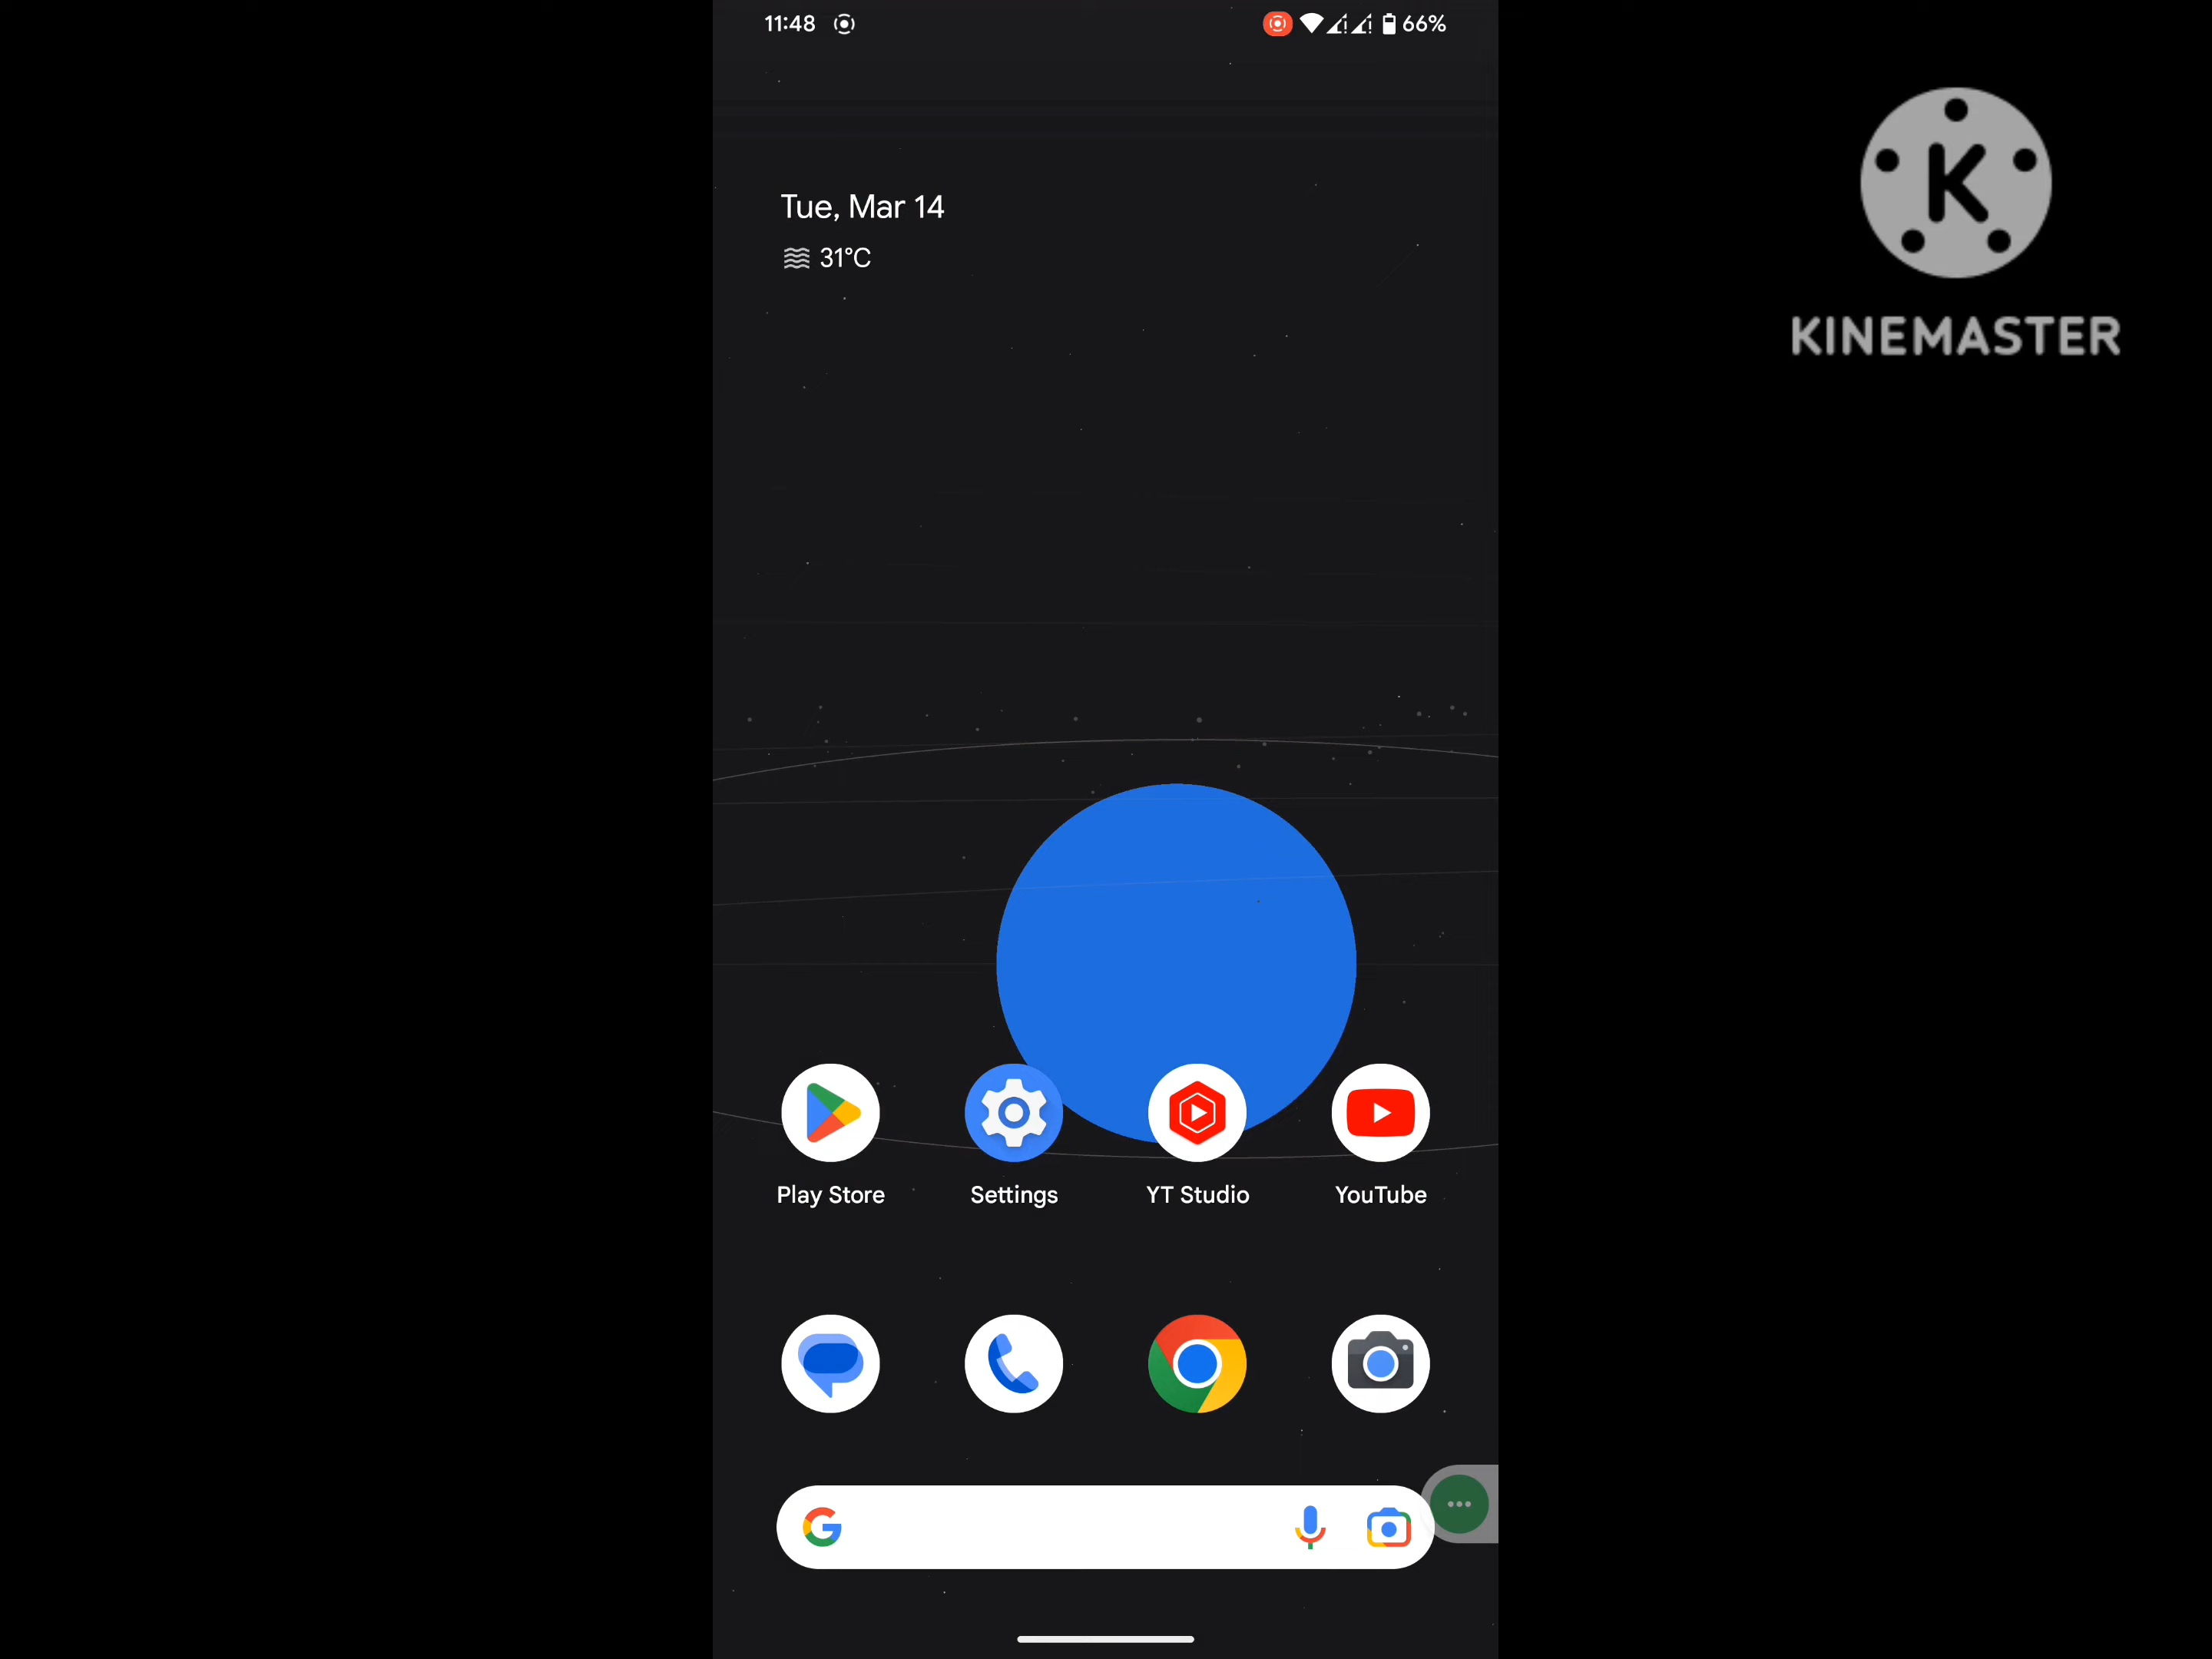 11:48
66%
KINEMASTER
Tue, Mar 14
31°C
Play Store
Settings
YT Studio
YouTube